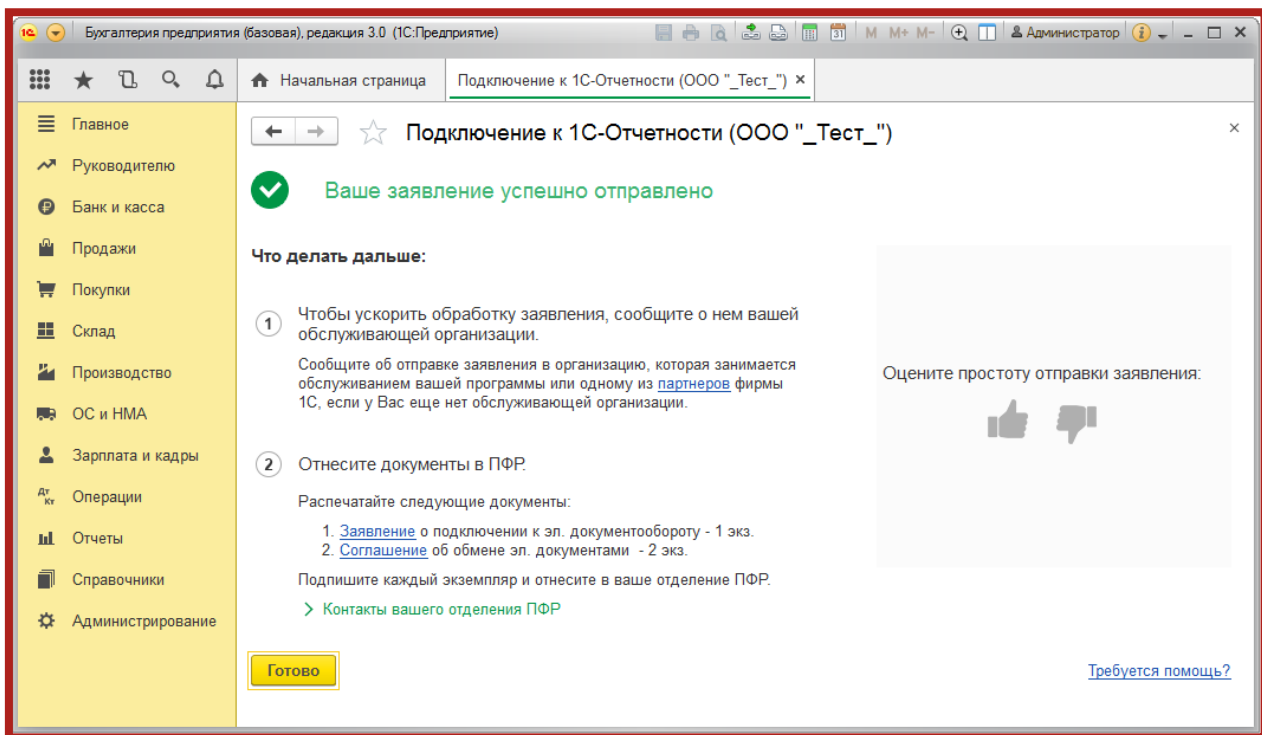 1С Бухгалтерия предприятия (базовая), редакция 3.0 (1С:Предприятие) 31 M M+ M- Администратор i
Начальная страница Подключение к 1С-Отчетности (ООО "_Тест_") ×
Главное
Руководителю
Банк и касса
Продажи
Покупки
Склад
Производство
ОС и НМА
Зарплата и кадры
Дт Кт Операции
Отчеты
Справочники
Администрирование
Подключение к 1С-Отчетности (ООО "_Тест_") ×
Ваше заявление успешно отправлено
Что делать дальше:
1 Чтобы ускорить обработку заявления, сообщите о нем вашей
обслуживающей организации.
Сообщите об отправке заявления в организацию, которая занимается
обслуживанием вашей программы или одному из партнеров фирмы
1С, если у Вас еще нет обслуживающей организации.
2 Отнесите документы в ПФР.
Распечатайте следующие документы:
1. Заявление о подключении к эл. документообороту - 1 экз.
2. Соглашение об обмене эл. документами - 2 экз.
Подпишите каждый экземпляр и отнесите в ваше отделение ПФР.
Контакты вашего отделения ПФР
Оцените простоту отправки заявления:
Готово
Требуется помощь?